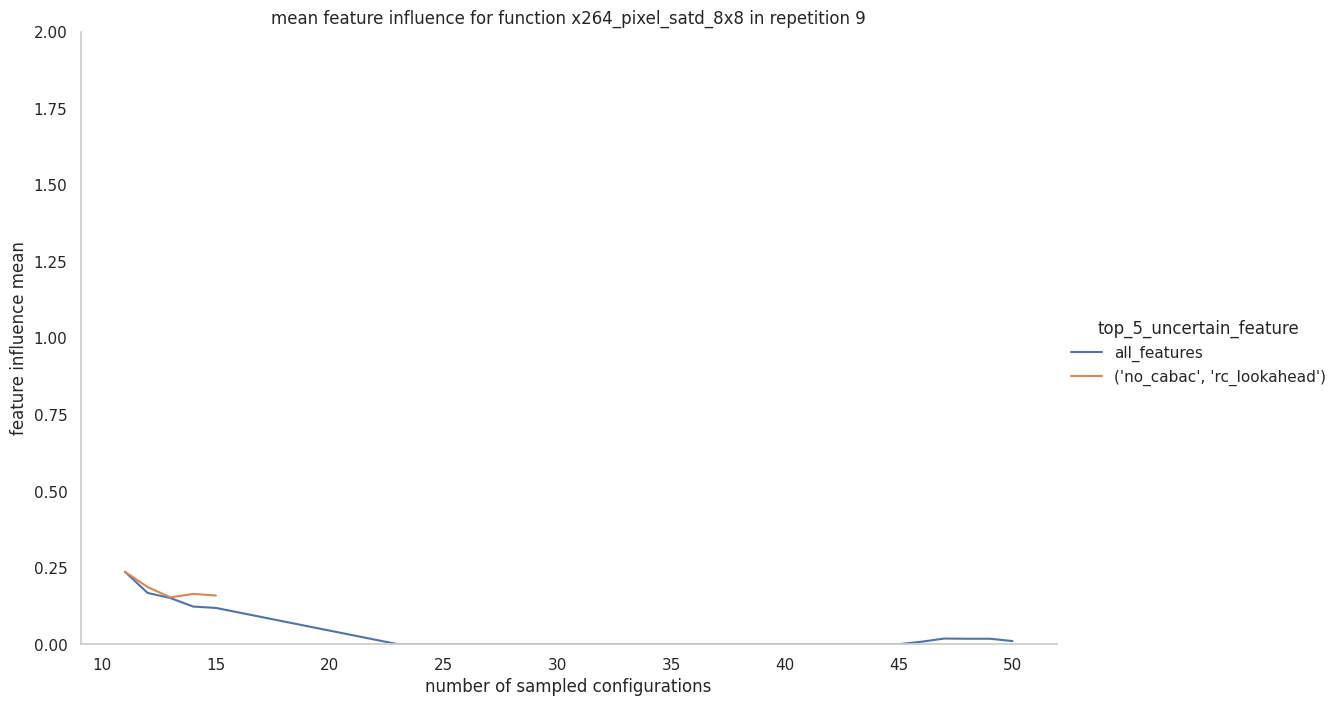 mean feature influence for function x264_pixel_satd_8x8 in repetition 9
2.00
1.75
1.50
1.25
1.00
0.75
0.50
0.25
0.00
feature influence mean
10 15 20 25 30 35 40 45 50
number of sampled configurations
top_5_uncertain_feature
all_features
('no_cabac', 'rc_lookahead')